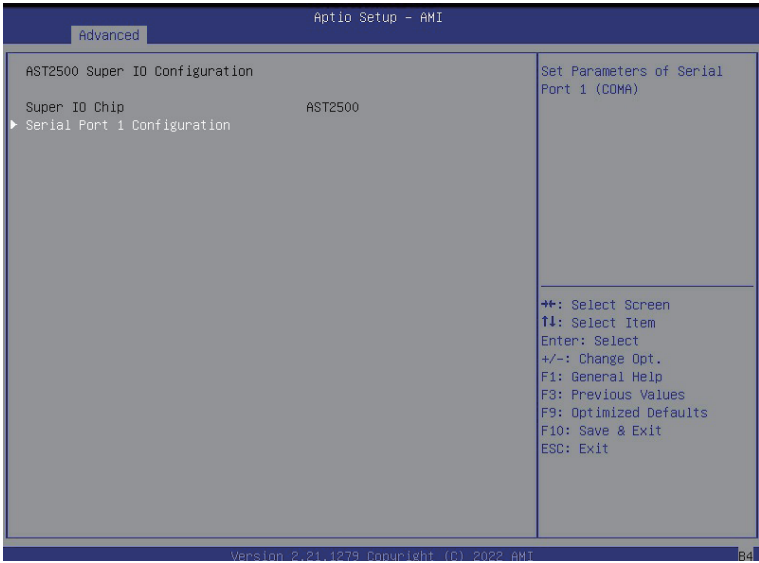 Aptio Setup – AMI
Advanced
AST2500 Super IO Configuration
Super IO Chip AST2500
▶ Serial Port 1 Configuration
Set Parameters of Serial
Port 1 (COMA)
→←: Select Screen
↑↓: Select Item
Enter: Select
+/-: Change Opt.
F1: General Help
F3: Previous Values
F9: Optimized Defaults
F10: Save & Exit
ESC: Exit
Version 2.21.1279 Copyright (C) 2022 AMI
B4